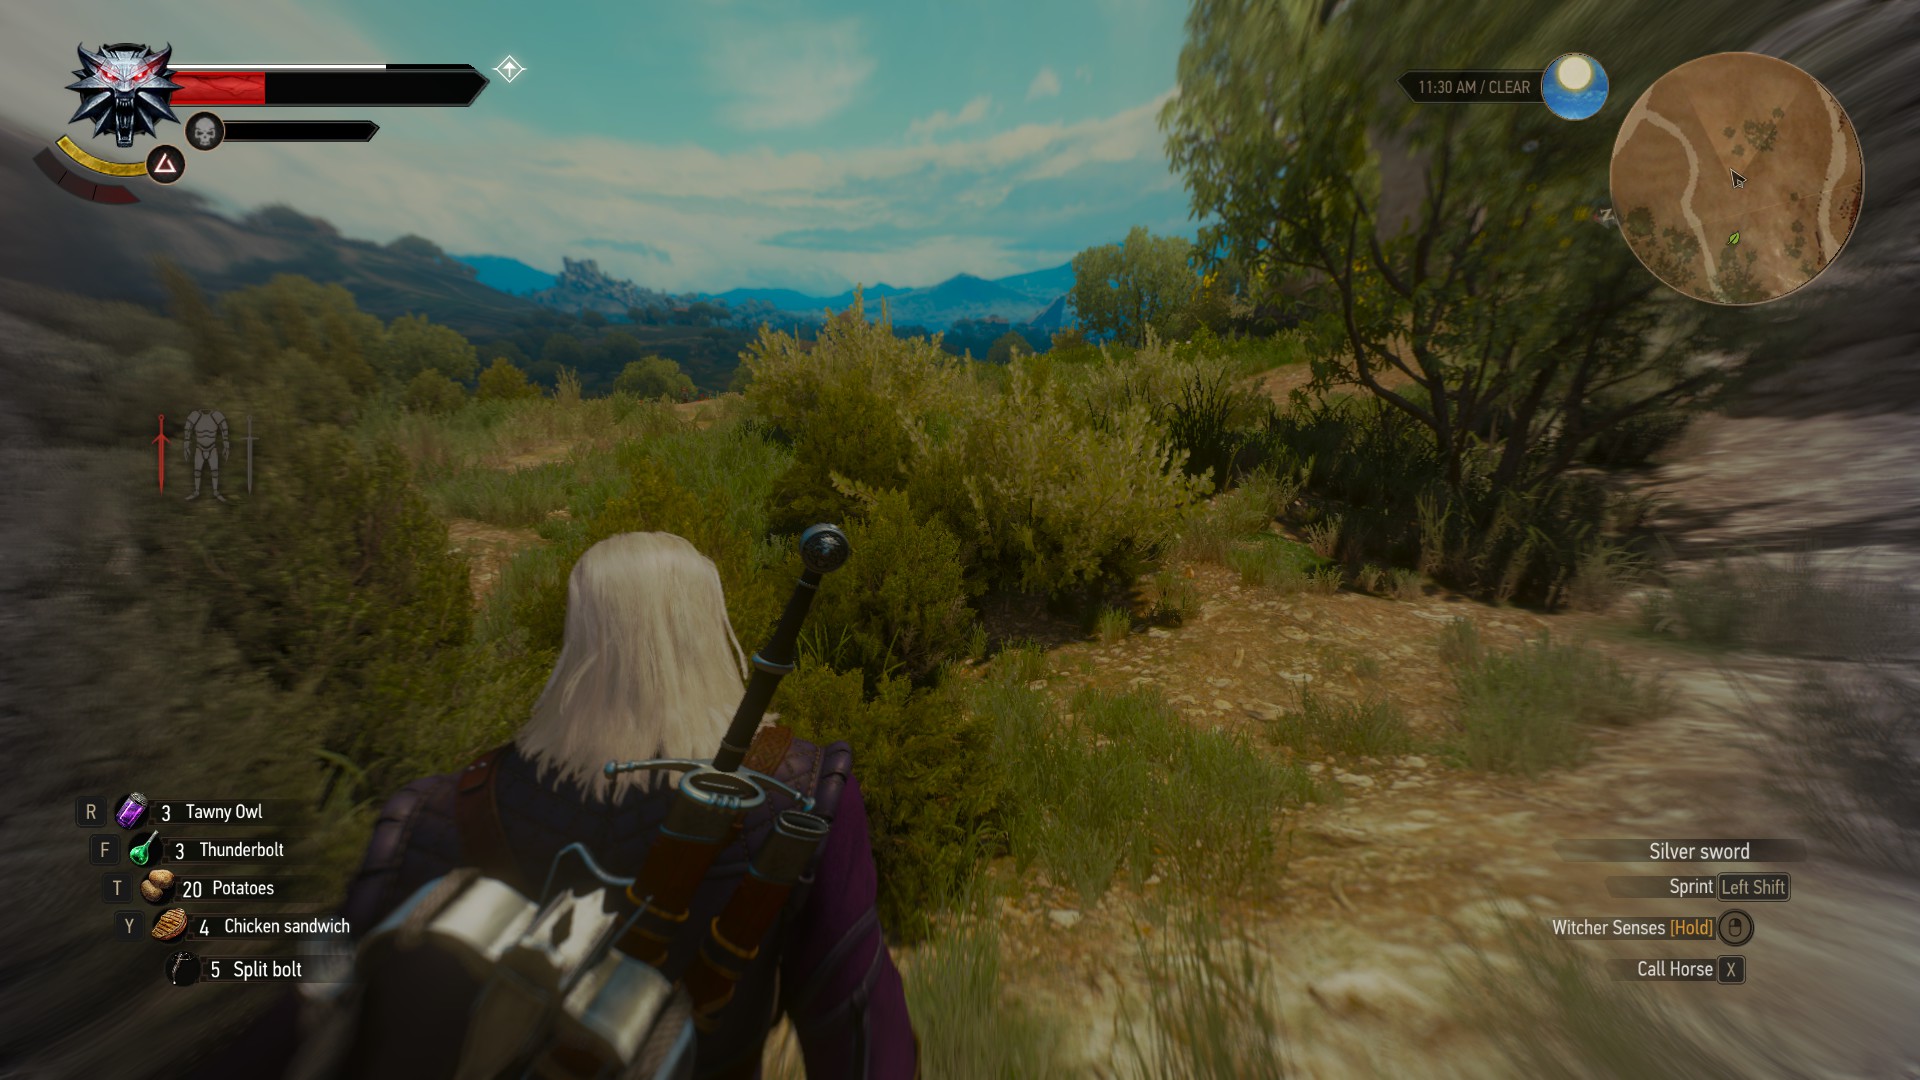 11:30 AM / CLEAR
Z
R 3 Tawny Owl
F 3 Thunderbolt
T 20 Potatoes
Y 4 Chicken sandwich
5 Split bolt
Silver sword
Sprint Left Shift
Witcher Senses [Hold]
Call Horse X